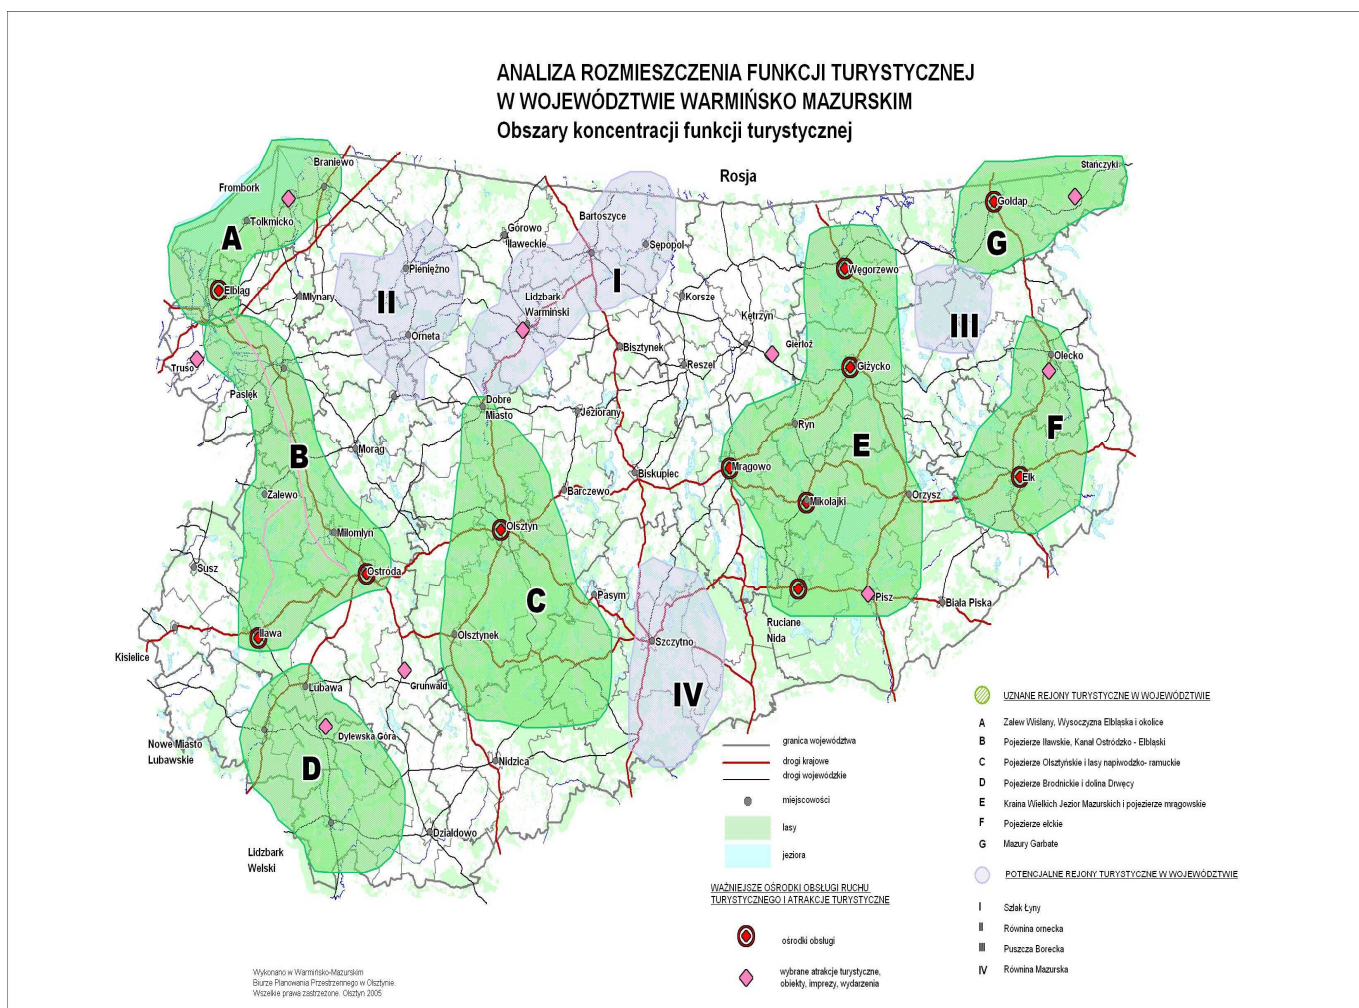 ANALIZA ROZMIESZCZENIA FUNKCJI TURYSTYCZNEJ
W WOJEWÓDZTWIE WARMIŃSKO MAZURSKIM
Obszary koncentracji funkcji turystycznej
Rosja
Braniewo
Stańczyki
Frombork
Gołdap
Tolkmicko
Bartoszyce
A
Górowo
Iławeckie
Sępopol
G
Pieniężno
Węgorzewo
I
Elbląg
Młynary
II
Lidzbark
Warmiński
Korsze
Kętrzyn
III
Orneta
Bisztynek
Gierłoż
Olecko
Truso
Reszel
Giżycko
Pasłęk
Dobre
Miasto
Jeziorany
Ryn
F
B
Morąg
E
Mrągowo
Biskupiec
Ełk
Zalewo
Barczewo
Mikołajki
Orzysz
Miłomłyn
Olsztyn
Susz
Ostróda
C
Pasym
Pisz
Biała Piska
Ruciane
Nida
Iława
Olsztynek
Szczytno
Kisielice
Lubawa
Grunwald
IV
Dylewska Góra
Nowe Miasto
Lubawskie
D
Nidzica
Działdowo
Lidzbark
Welski
granica województwa
drogi krajowe
drogi wojewódzkie
miejscowości
lasy
jeziora
WAŻNIEJSZE OŚRODKI OBSŁUGI RUCHU
TURYSTYCZNEGO I ATRAKCJE TURYSTYCZNE
ośrodki obsługi
wybrane atrakcje turystyczne,
obiekty, imprezy, wydarzenia
UZNANE REJONY TURYSTYCZNE W WOJEWÓDZTWIE
A Zalew Wiślany, Wysoczyzna Elbląska i okolice
B Pojezierze Iławskie, Kanał Ostródzko - Elbląski
C Pojezierze Olsztyńskie i lasy napiwodzko- ramuckie
D Pojezierze Brodnickie i dolina Drwęcy
E Kraina Wielkich Jezior Mazurskich i pojezierze mrągowskie
F Pojezierze ełckie
G Mazury Garbate
POTENCJALNE REJONY TURYSTYCZNE W WOJEWÓDZTWIE
I Szlak Łyny
II Równina ornecka
III Puszcza Borecka
IV Równina Mazurska
Wykonano w Warmińsko-Mazurskim
Biurze Planowania Przestrzennego w Olsztynie.
Wszelkie prawa zastrzeżone. Olsztyn 2005